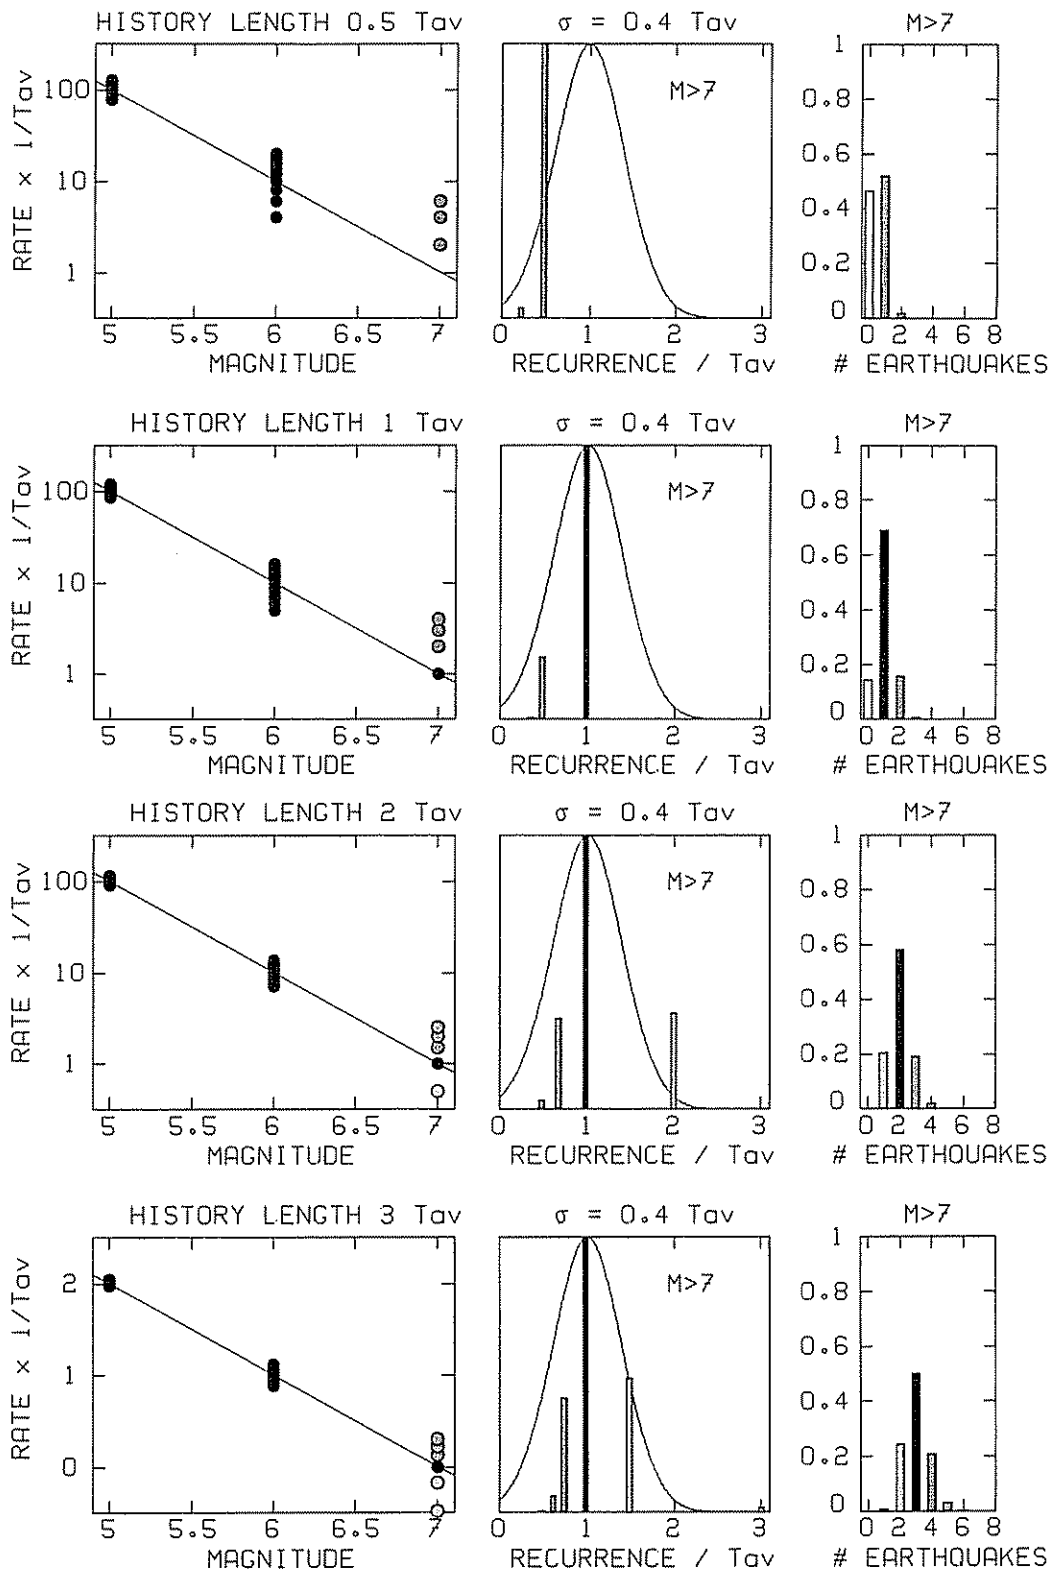 HISTORY LENGTH 0.5 Tav
σ = 0.4 Tav
M>7
RATE × 1/Tav
100
10
1
5 5.5 6 6.5 7
MAGNITUDE
M>7
0 1 2 3
RECURRENCE / Tav
1
0.8
0.6
0.4
0.2
0
0 2 4 6 8
# EARTHQUAKES
HISTORY LENGTH 1 Tav
σ = 0.4 Tav
M>7
RATE × 1/Tav
100
10
1
5 5.5 6 6.5 7
MAGNITUDE
M>7
0 1 2 3
RECURRENCE / Tav
1
0.8
0.6
0.4
0.2
0
0 2 4 6 8
# EARTHQUAKES
HISTORY LENGTH 2 Tav
σ = 0.4 Tav
M>7
RATE × 1/Tav
100
10
1
5 5.5 6 6.5 7
MAGNITUDE
M>7
0 1 2 3
RECURRENCE / Tav
1
0.8
0.6
0.4
0.2
0
0 2 4 6 8
# EARTHQUAKES
HISTORY LENGTH 3 Tav
σ = 0.4 Tav
M>7
RATE × 1/Tav
2
1
0
5 5.5 6 6.5 7
MAGNITUDE
M>7
0 1 2 3
RECURRENCE / Tav
1
0.8
0.6
0.4
0.2
0
0 2 4 6 8
# EARTHQUAKES